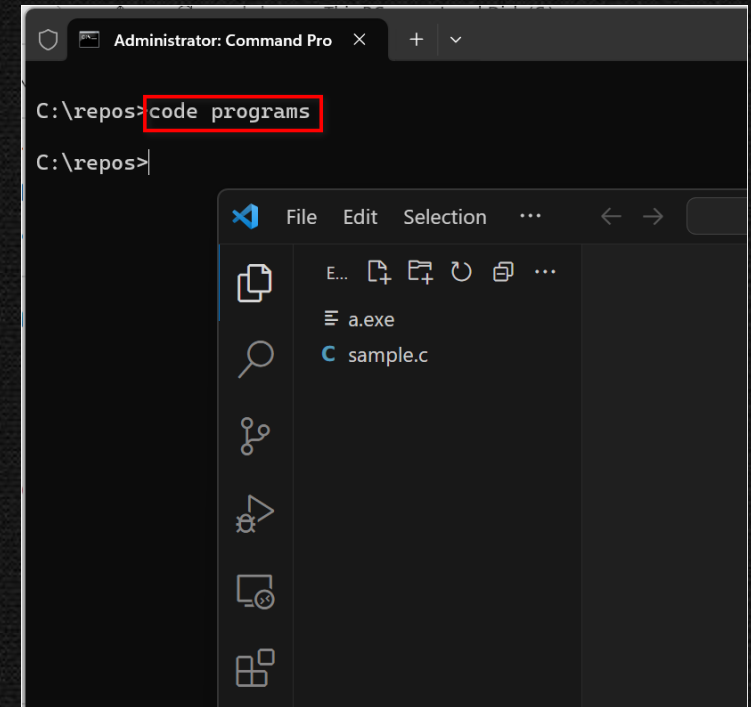 Administrator: Command Pro
C:\repos>code programs
C:\repos>
File Edit Selection ...
E...
a.exe
C sample.c